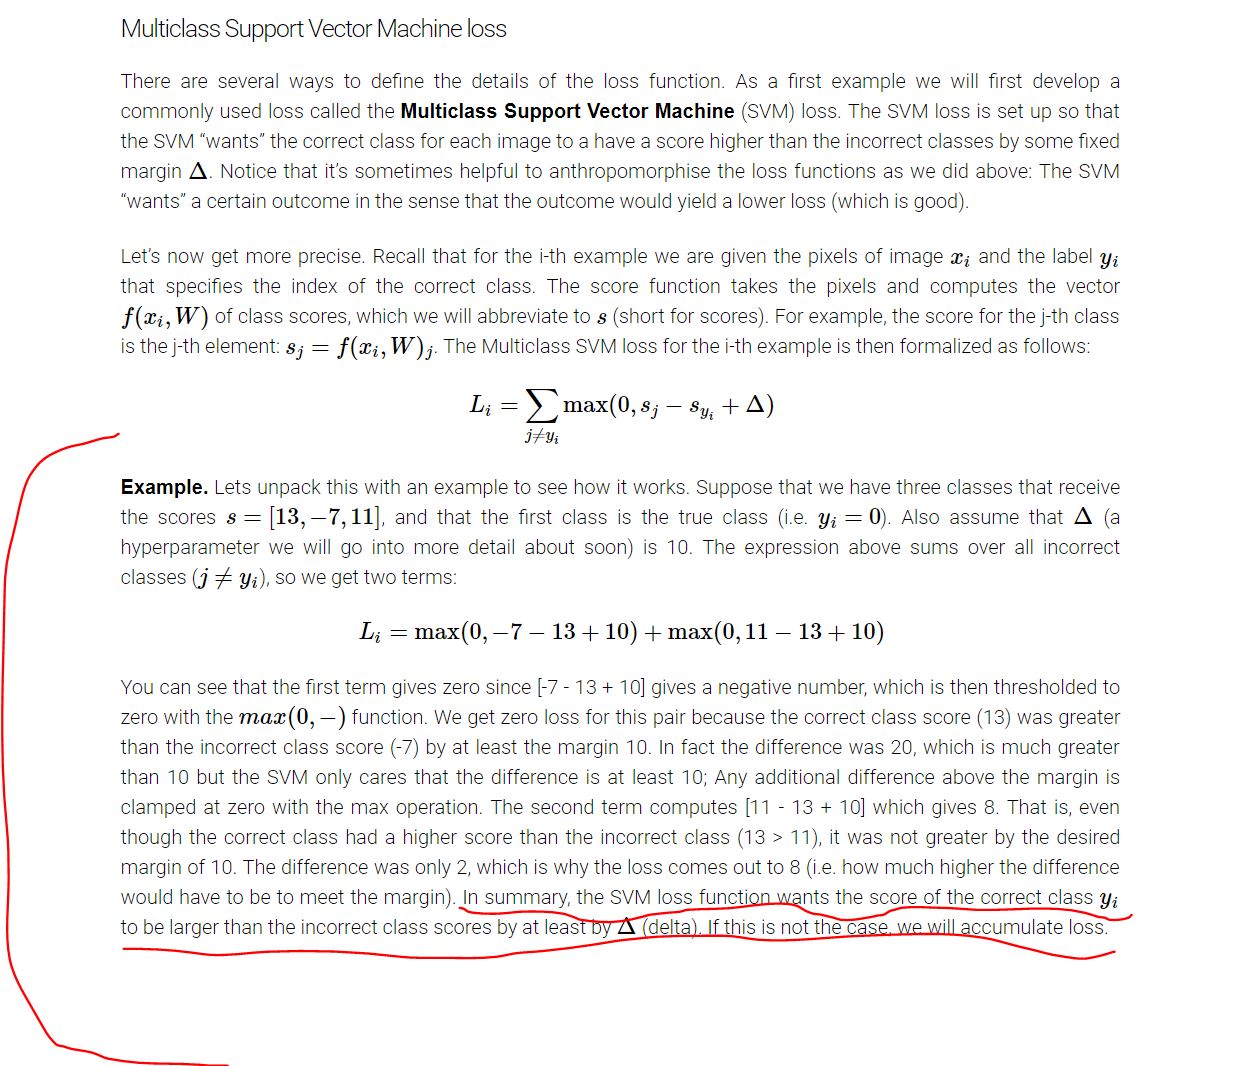 Multiclass Support Vector Machine loss
There are several ways to define the details of the loss function. As a first example we will first develop a
commonly used loss called the Multiclass Support Vector Machine (SVM) loss. The SVM loss is set up so that
the SVM “wants” the correct class for each image to a have a score higher than the incorrect classes by some fixed
margin Δ. Notice that it’s sometimes helpful to anthropomorphise the loss functions as we did above: The SVM
“wants” a certain outcome in the sense that the outcome would yield a lower loss (which is good).
Let’s now get more precise. Recall that for the i-th example we are given the pixels of image xᵢ and the label yᵢ
that specifies the index of the correct class. The score function takes the pixels and computes the vector
f(xᵢ, W) of class scores, which we will abbreviate to s (short for scores). For example, the score for the j-th class
is the j-th element: sⱼ = f(xᵢ, W)ⱼ. The Multiclass SVM loss for the i-th example is then formalized as follows:
Lᵢ = ∑ max(0, sⱼ − s_{yᵢ} + Δ)
j≠yᵢ
Example. Lets unpack this with an example to see how it works. Suppose that we have three classes that receive
the scores s = [13, −7, 11], and that the first class is the true class (i.e. yᵢ = 0). Also assume that Δ (a
hyperparameter we will go into more detail about soon) is 10. The expression above sums over all incorrect
classes (j ≠ yᵢ), so we get two terms:
Lᵢ = max(0, −7 − 13 + 10) + max(0, 11 − 13 + 10)
You can see that the first term gives zero since [-7 - 13 + 10] gives a negative number, which is then thresholded to
zero with the max(0, −) function. We get zero loss for this pair because the correct class score (13) was greater
than the incorrect class score (-7) by at least the margin 10. In fact the difference was 20, which is much greater
than 10 but the SVM only cares that the difference is at least 10; Any additional difference above the margin is
clamped at zero with the max operation. The second term computes [11 - 13 + 10] which gives 8. That is, even
though the correct class had a higher score than the incorrect class (13 > 11), it was not greater by the desired
margin of 10. The difference was only 2, which is why the loss comes out to 8 (i.e. how much higher the difference
would have to be to meet the margin). In summary, the SVM loss function wants the score of the correct class yᵢ
to be larger than the incorrect class scores by at least by Δ (delta). If this is not the case, we will accumulate loss.